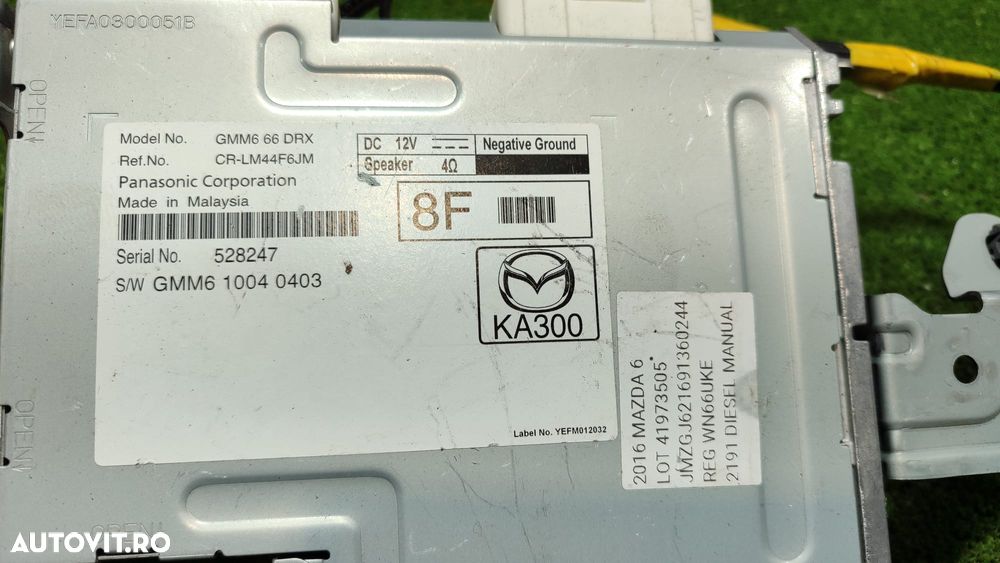 YEFA0300051B
OPEN
Model No. GMM6 66 DRX
Ref.No. CR-LM44F6JM
Panasonic Corporation
Made in Malaysia
Serial No. 528247
S/W GMM6 1004 0403
DC 12V Negative Ground
Speaker 4Ω
8F
KA300
Label No. YEFM012032
2016 MAZDA 6
LOT 41973505*
JMZGJ621691360244
REG WN66UKE
2191 DIESEL MANUAL
OPEN
OPEN
AUTOVIT.RO